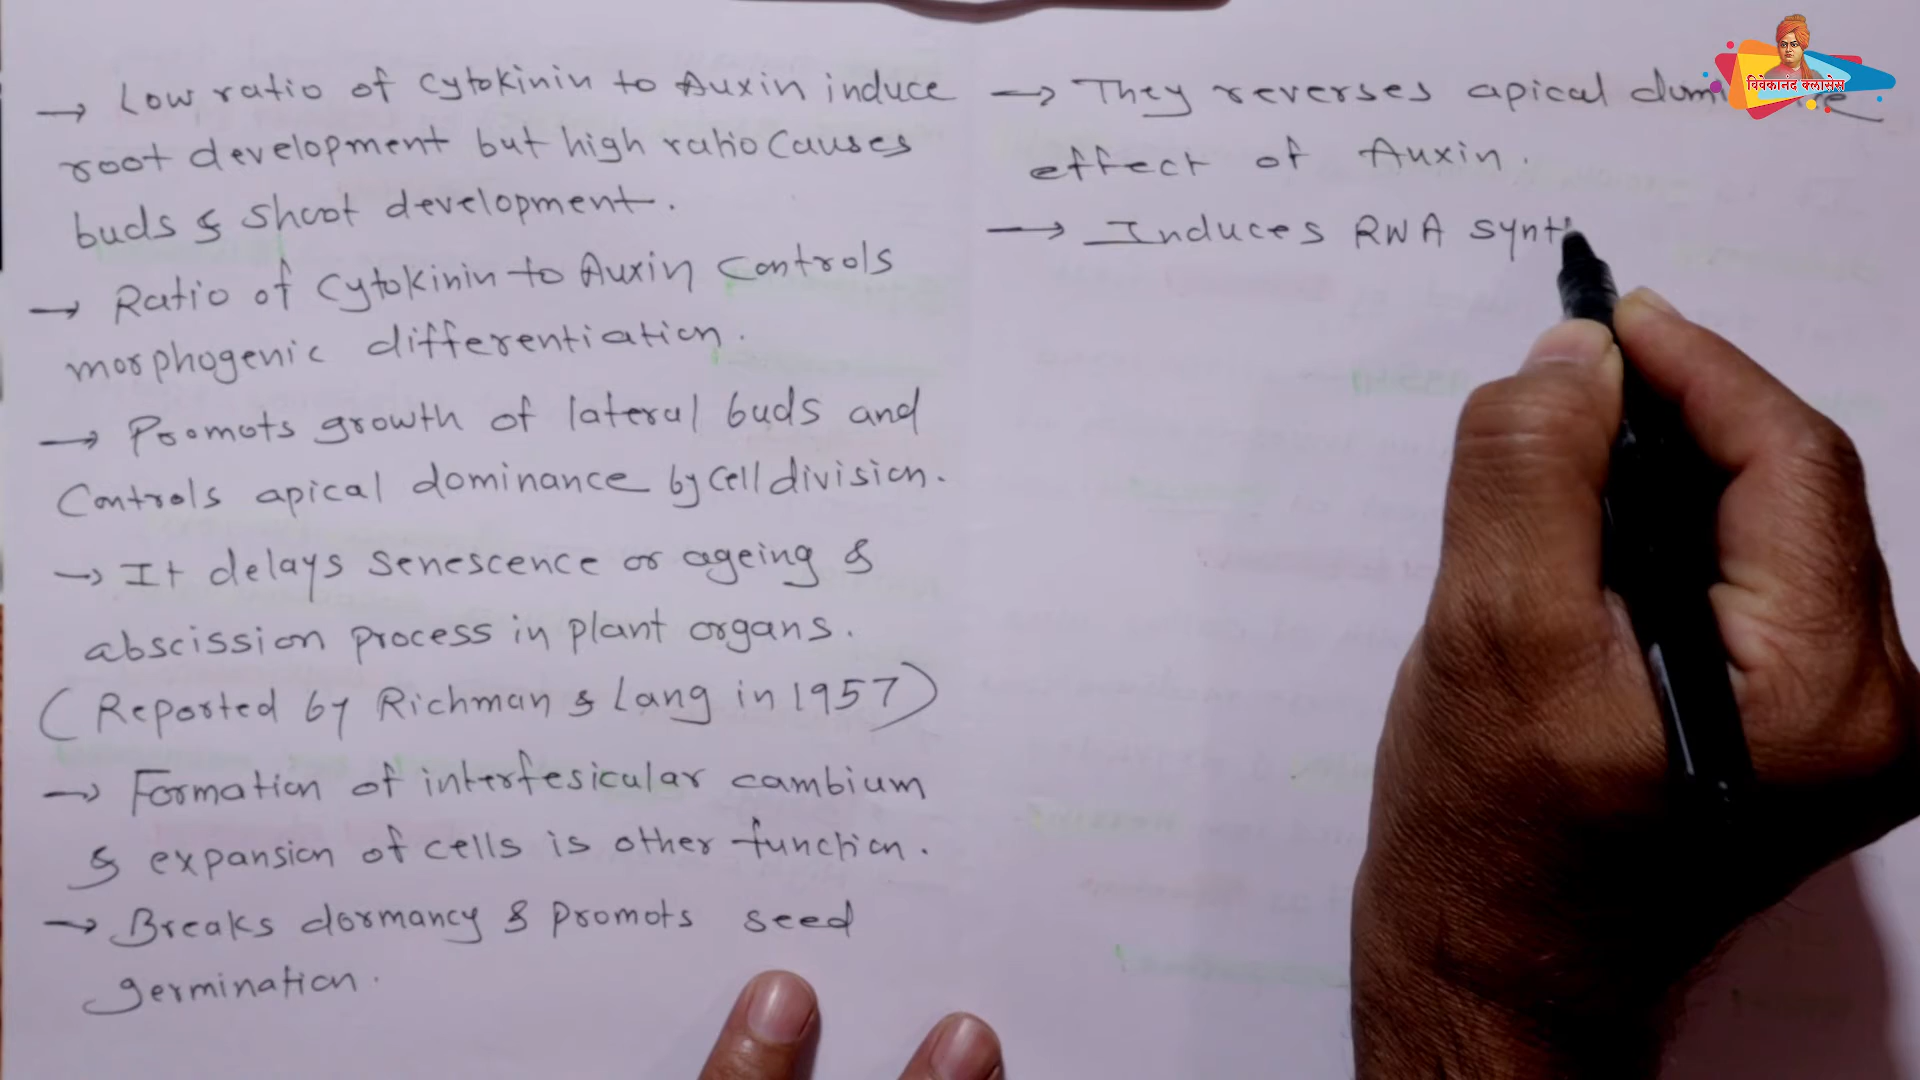 → Low ratio of Cytokinin to Auxin induce
root development but high ratio causes
buds & shoot development.
→ Ratio of Cytokinin to Auxin Controls
morphogenic differentiation.
→ Promots growth of lateral buds and
Controls apical dominance by Cell division.
→ It delays senescence or ageing &
abscission process in plant organs.
(Reported by Richman & Lang in 1957)
→ Formation of interfesicular cambium
& expansion of cells is other function.
→ Breaks dormancy & promots seed
germination.
→ They reverses apical
effect of Auxin.
→ Induces RNA synt
विवेकानंद क्लासेस